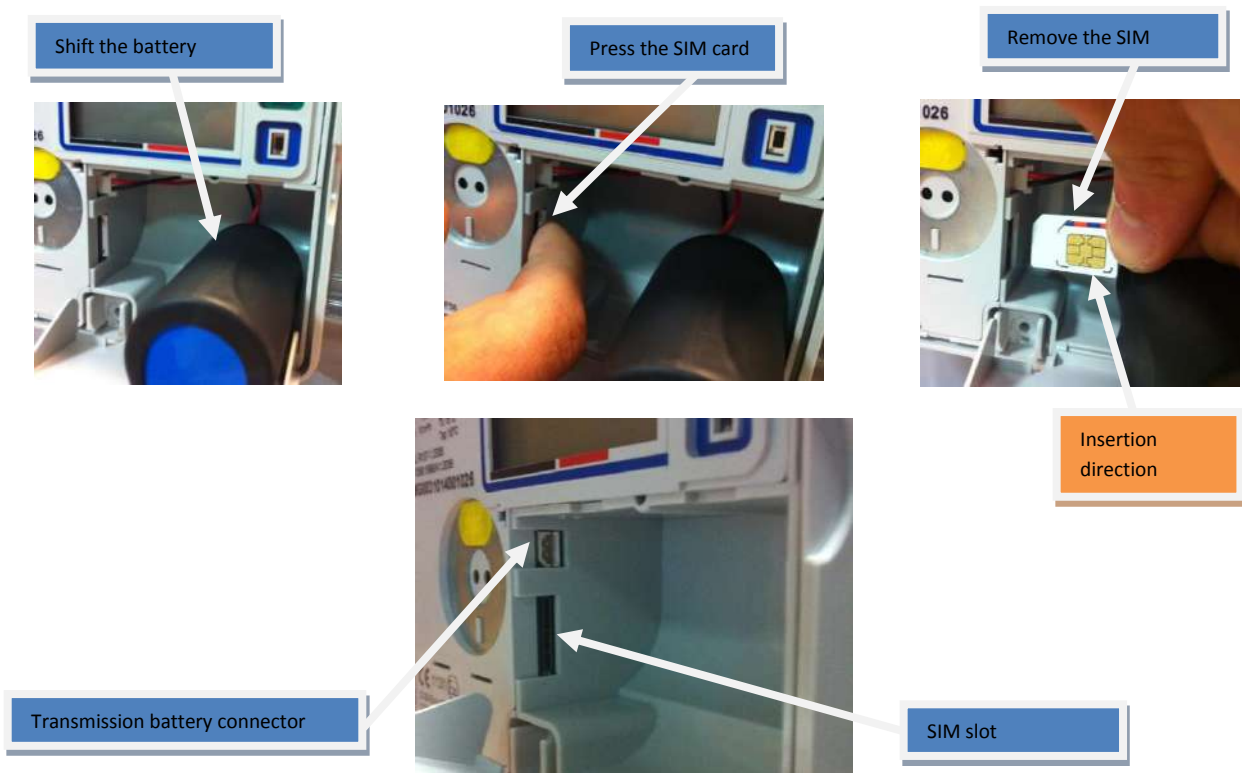 Shift the battery
Press the SIM card
Remove the SIM
026
Insertion
direction
Transmission battery connector
SIM slot